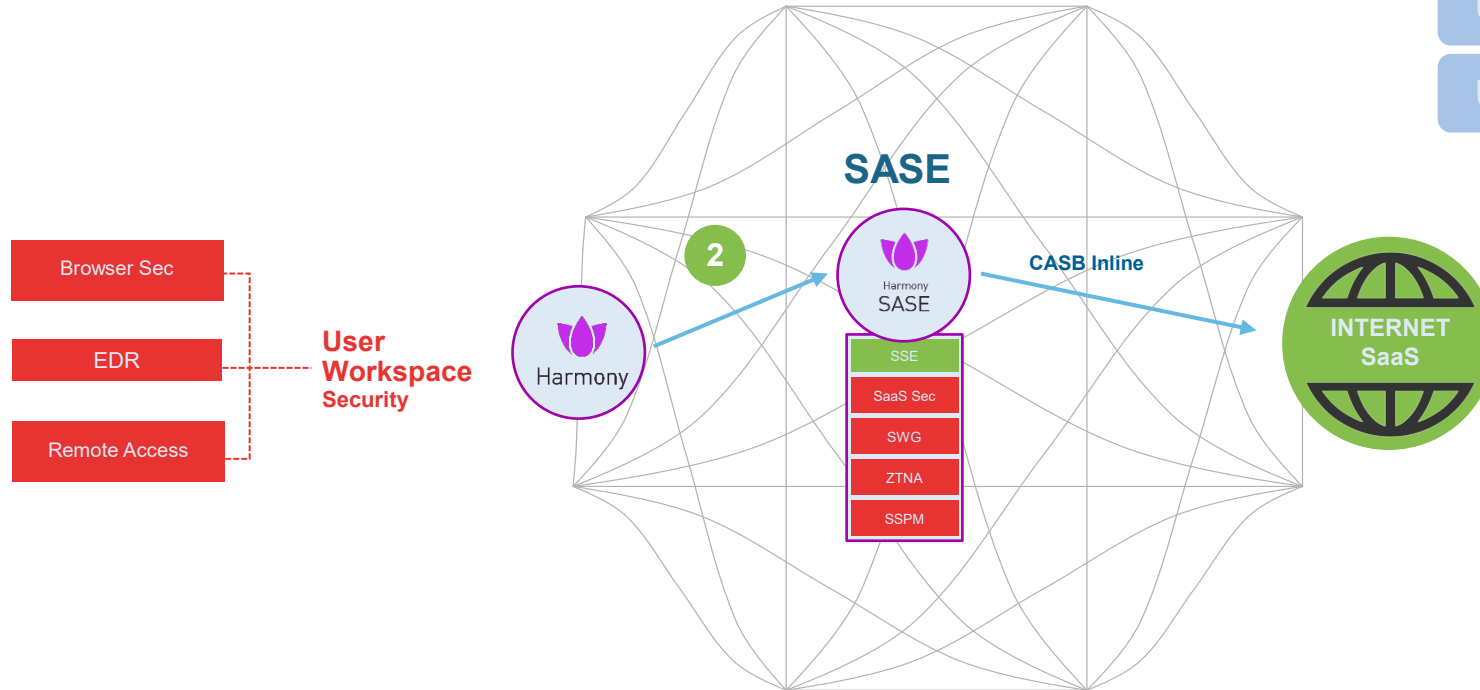 SASE
Browser Sec
EDR
Remote Access
User
Workspace
Security
Harmony
2
Harmony
SASE
SSE
SaaS Sec
SWG
ZTNA
SSPM
CASB Inline
INTERNET
SaaS